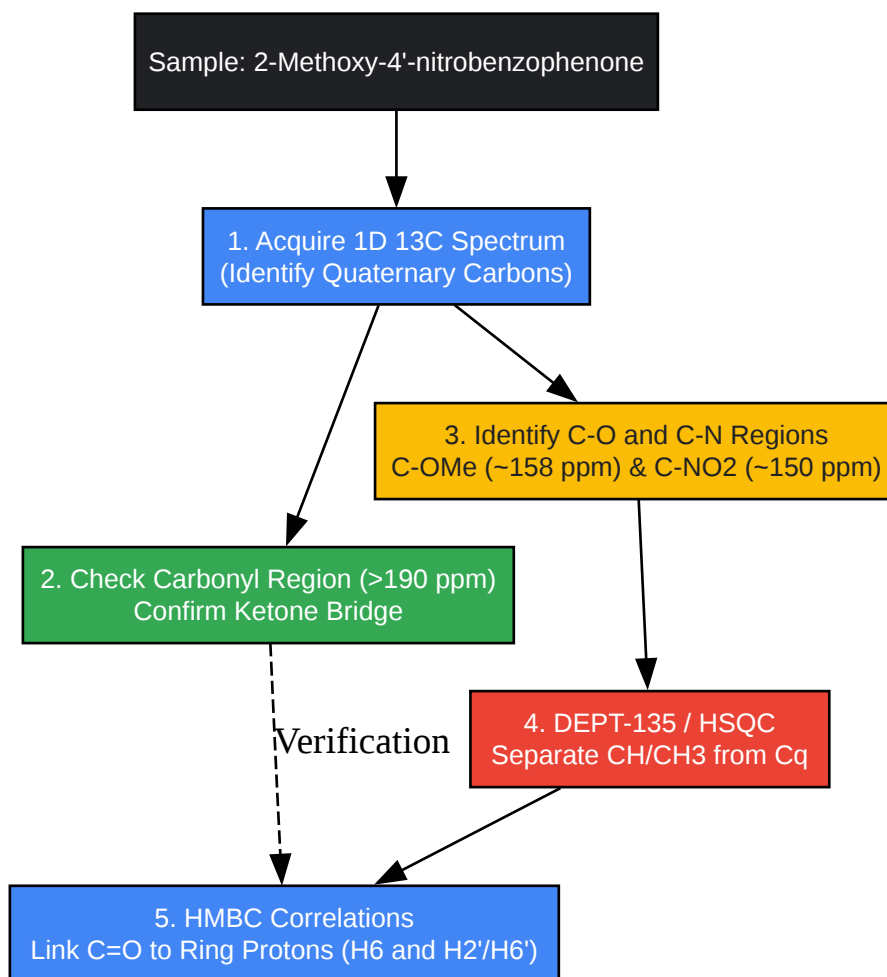 Sample: 2-Methoxy-4'-nitrobenzophenone
1. Acquire 1D 13C Spectrum
(Identify Quaternary Carbons)
3. Identify C-O and C-N Regions
C-OMe (~158 ppm) & C-NO2 (~150 ppm)
2. Check Carbonyl Region (>190 ppm)
Confirm Ketone Bridge
4. DEPT-135 / HSQC
Separate CH/CH3 from Cq
Verification
5. HMBC Correlations
Link C=O to Ring Protons (H6 and H2'/H6')